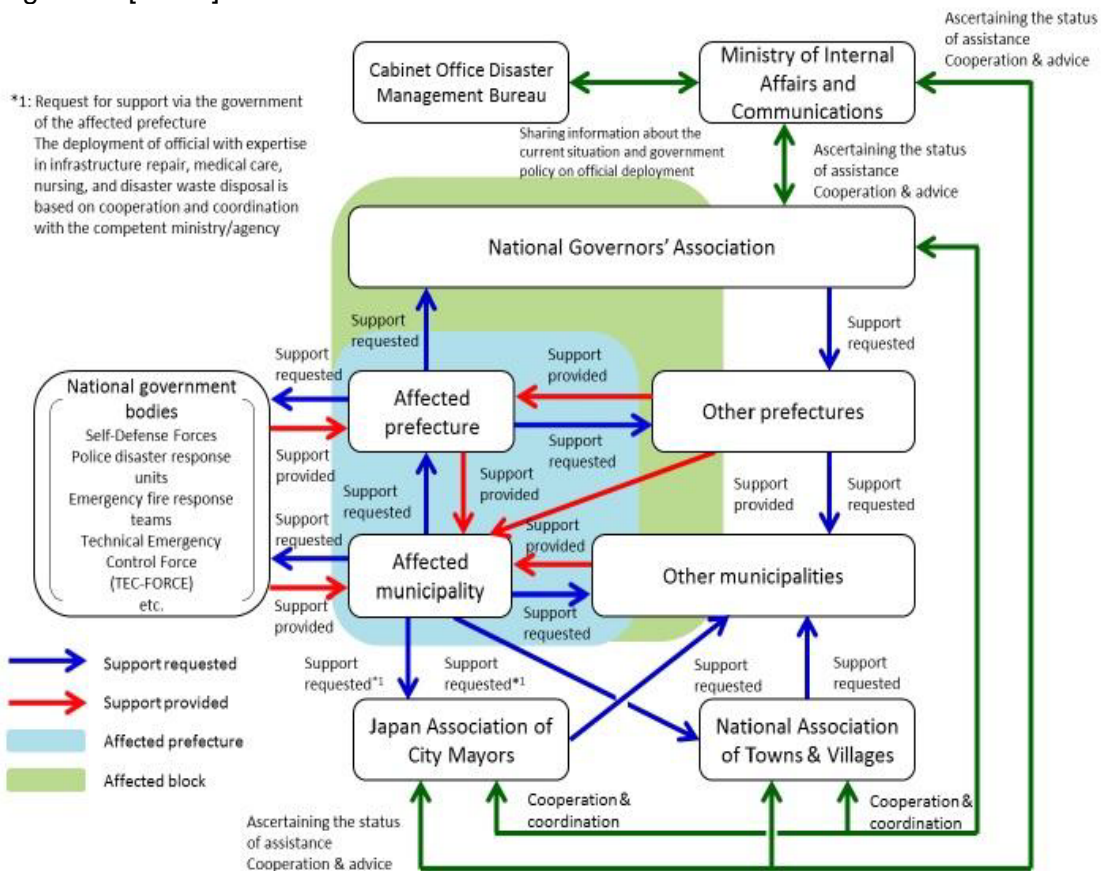 Ascertaining the status
of assistance
Cooperation & advice
Cabinet Office Disaster
Management Bureau
Ministry of Internal
Affairs and
Communications
*1: Request for support via the government
of the affected prefecture
The deployment of official with expertise
in infrastructure repair, medical care,
nursing, and disaster waste disposal is
based on cooperation and coordination
with the competent ministry/agency
Sharing information about the
current situation and government
policy on official deployment
Ascertaining the status
of assistance
Cooperation & advice
National Governors' Association
Support
requested
Support
requested
Support
requested
Support
provided
National government
bodies
Self-Defense Forces
Police disaster response
units
Emergency fire response
teams
Technical Emergency
Control Force
(TEC-FORCE)
etc.
Affected
prefecture
Other prefectures
Support
provided
Support
requested
Support
requested
Support
provided
Support
requested
Support
provided
Support
requested
Support
provided
Affected
municipality
Other municipalities
Support
provided
Support
requested
Support requested
Support provided
Affected prefecture
Affected block
Support
requested*1
Support
requested*1
Support
requested
Support
requested
Japan Association of
City Mayors
National Association
of Towns & Villages
Cooperation &
coordination
Cooperation &
coordination
Ascertaining the status
of assistance
Cooperation & advice